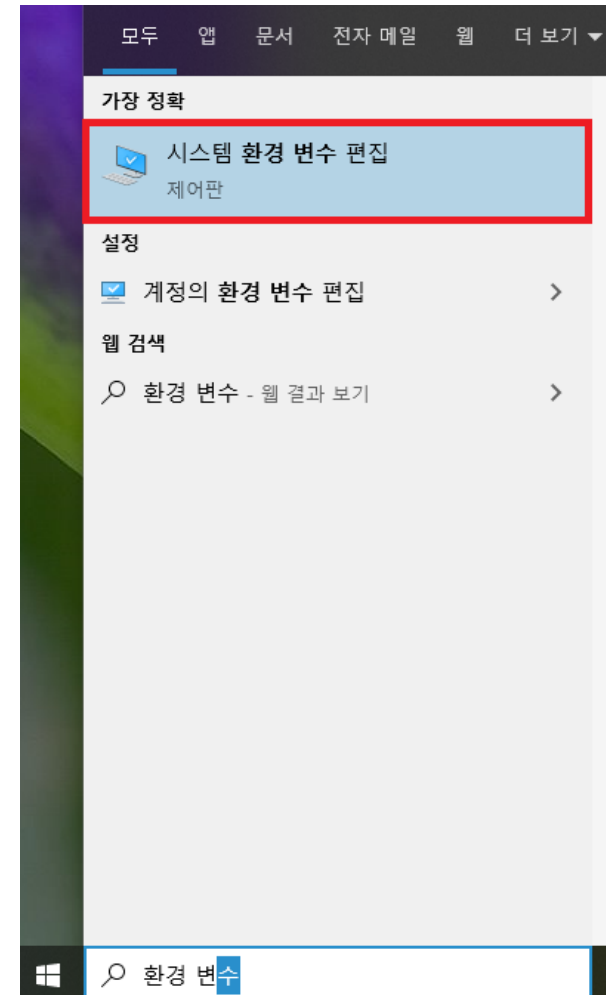 모두 앱 문서 전자 메일 웹 더 보기
가장 정확
시스템 환경 변수 편집
제어판
설정
계정의 환경 변수 편집
웹 검색
환경 변수 - 웹 결과 보기
환경 변수